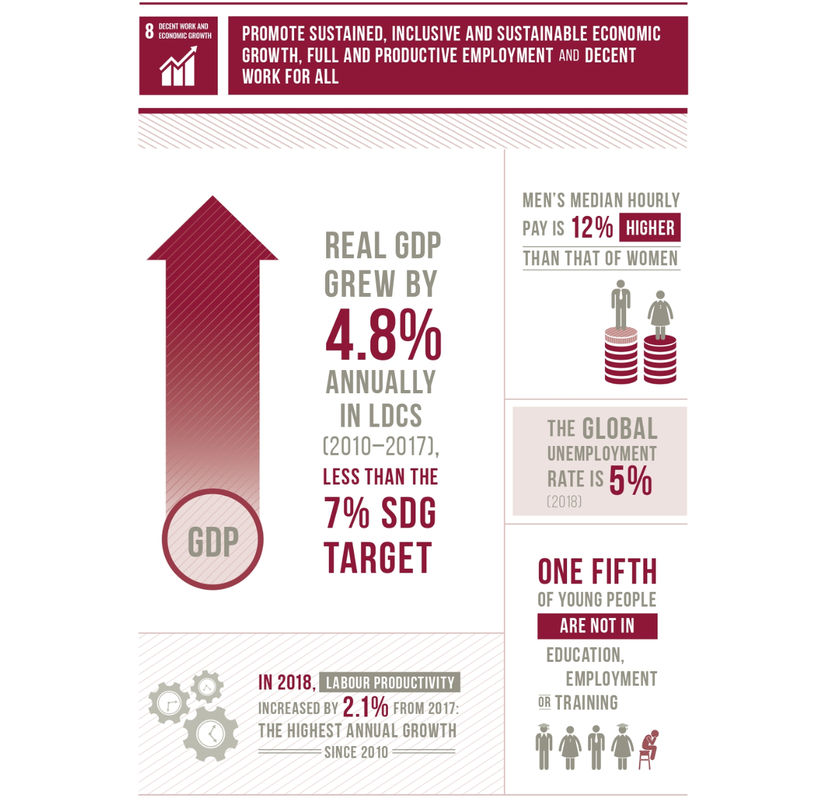 8 DECENT WORK AND
ECONOMIC GROWTH
PROMOTE SUSTAINED, INCLUSIVE AND SUSTAINABLE ECONOMIC
GROWTH, FULL AND PRODUCTIVE EMPLOYMENT AND DECENT
WORK FOR ALL
REAL GDP
GREW BY
4.8%
ANNUALLY
IN LDCS
(2010–2017),
LESS THAN THE
7% SDG
TARGET
GDP
MEN'S MEDIAN HOURLY
PAY IS 12% HIGHER
THAN THAT OF WOMEN
THE GLOBAL
UNEMPLOYMENT
RATE IS 5%
(2018)
ONE FIFTH
OF YOUNG PEOPLE
ARE NOT IN
EDUCATION,
EMPLOYMENT
OR TRAINING
IN 2018, LABOUR PRODUCTIVITY
INCREASED BY 2.1% FROM 2017:
THE HIGHEST ANNUAL GROWTH
SINCE 2010